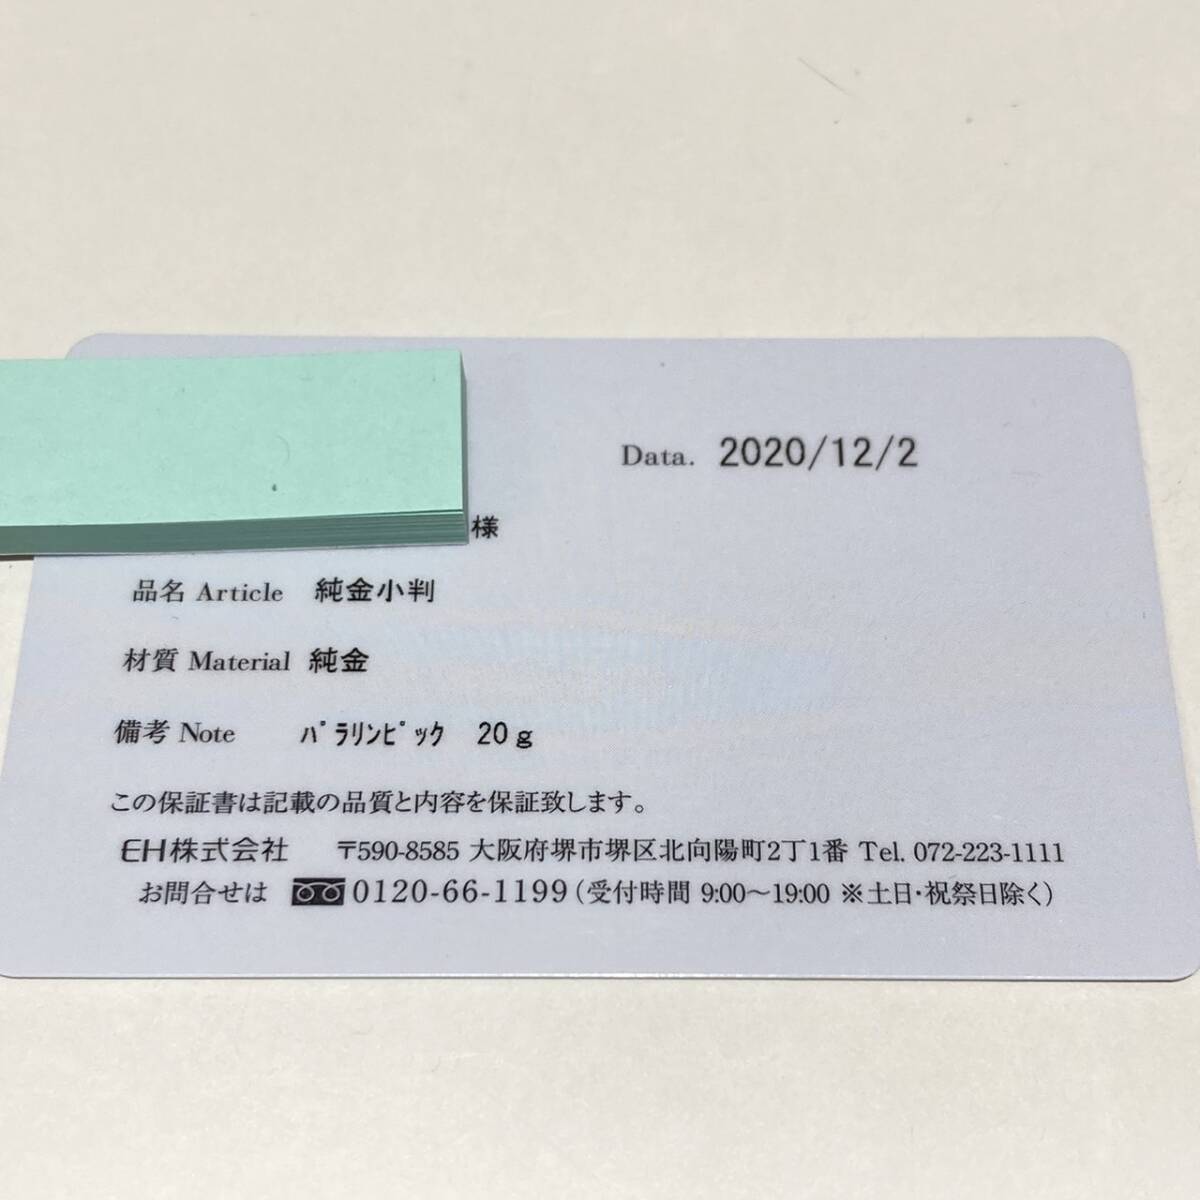 Data. 2020/12/2
様
品名 Article 純金小判
材質 Material 純金
備考 Note ﾊﾟﾗﾘﾝﾋﾟｯｸ 20ｇ
この保証書は記載の品質と内容を保証致します。
EH株式会社 〒590-8585 大阪府堺市堺区北向陽町2丁1番 Tel. 072-223-1111
お問合せは 0120-66-1199(受付時間 9:00〜19:00 ※土日・祝祭日除く)